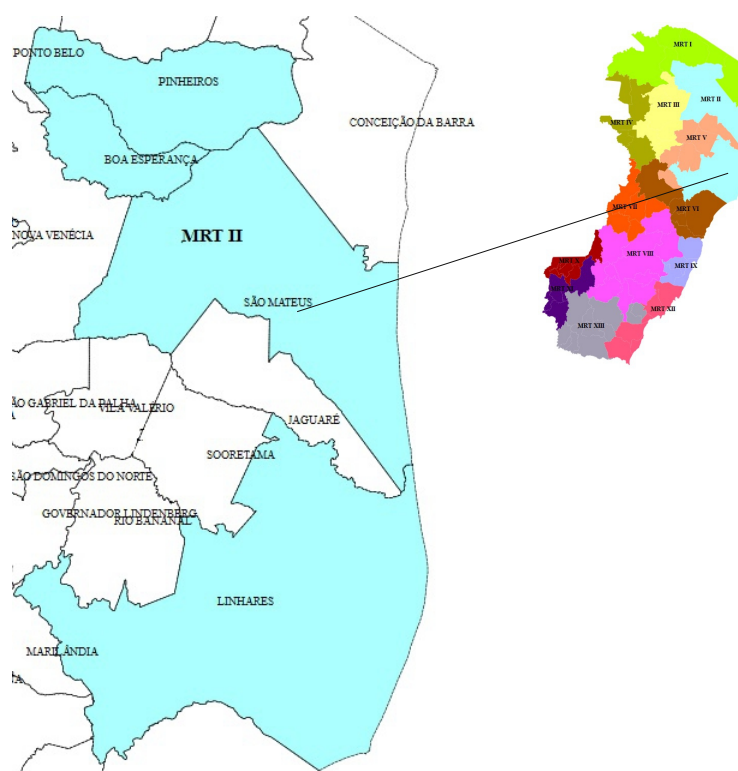 PONTO BELO
PINHEIROS
CONCEIÇÃO DA BARRA
BOA ESPERANÇA
NOVA VENÉCIA
MRT II
SÃO MATEUS
ÃO GABRIEL DA PALHA
VILA VALÉRIO
JAGUARÉ
SOORETAMA
SÃO DOMINGOS DO NORTE
GOVERNADOR LINDENBERG
RIO BANANAL
LINHARES
MARILÂNDIA
MRT I
MRT II
MRT III
MRT IV
MRT V
MRT VI
MRT VII
MRT VIII
MRT IX
MRT X
MRT XII
MRT XIII